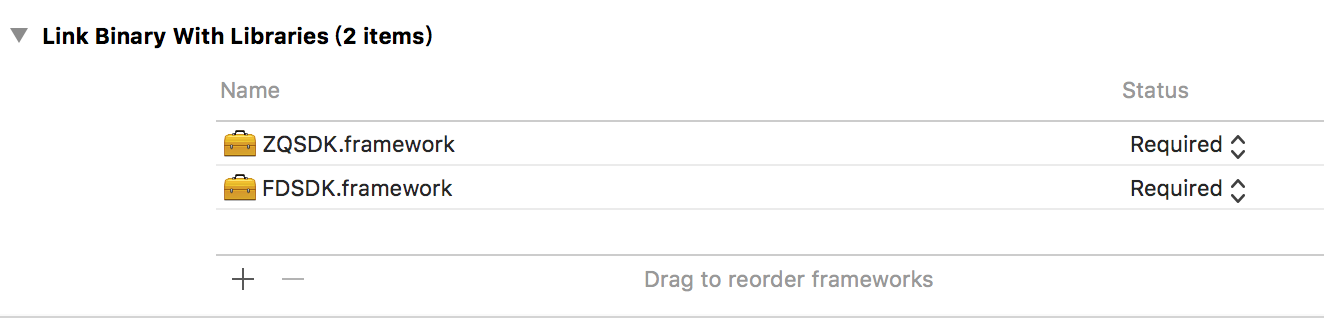 Link Binary With Libraries (2 items)
Name Status
ZQSDK.framework Required
FDSDK.framework Required
Drag to reorder frameworks